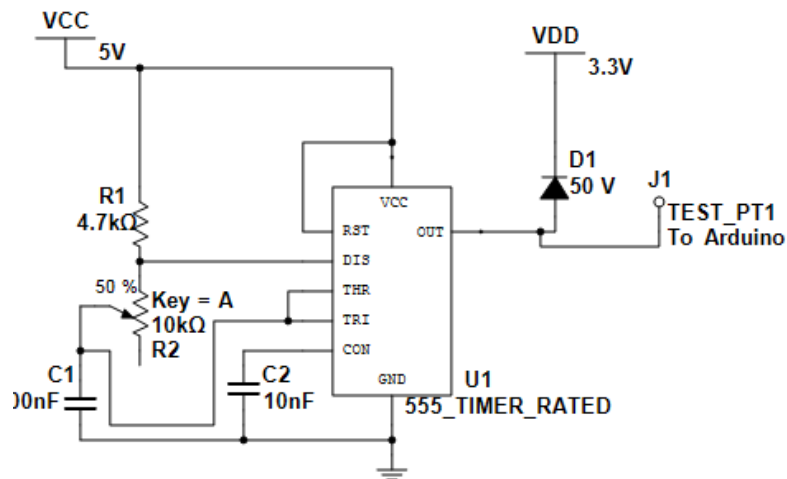 VCC
5V
VDD
3.3V
R1
4.7kΩ
D1
50 V
J1
TEST_PT1
To Arduino
VCC
RST
OUT
DIS
THR
TRI
CON
GND
50 %
Key = A
10kΩ
R2
C1
00nF
C2
10nF
U1
555_TIMER_RATED